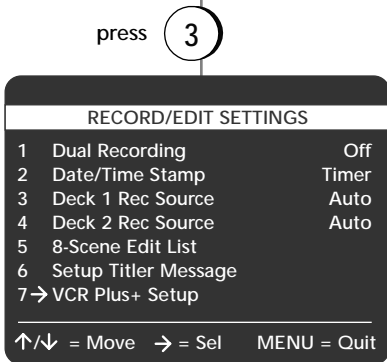 press 3
RECORD/EDIT SETTINGS
1 Dual Recording Off
2 Date/Time Stamp Timer
3 Deck 1 Rec Source Auto
4 Deck 2 Rec Source Auto
5 8-Scene Edit List
6 Setup Titler Message
7→ VCR Plus+ Setup
↑/↓ = Move → = Sel MENU = Quit